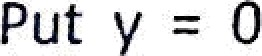 Put y = 0